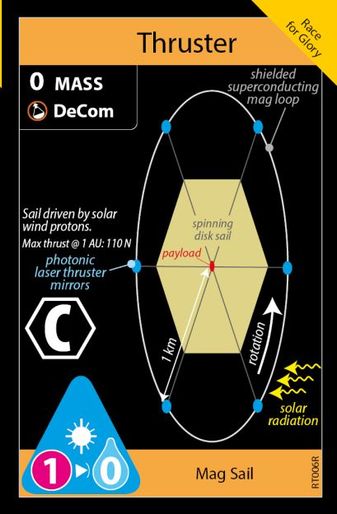 Race
for Glory
Thruster
0 MASS
DeCom
shielded
superconducting
mag loop
Sail driven by solar
wind protons.
Max thrust @ 1 AU: 110 N
spinning
disk sail
payload
photonic
laser thruster
mirrors
C
1 km
rotation
solar
radiation
1 0
Mag Sail
RT006R